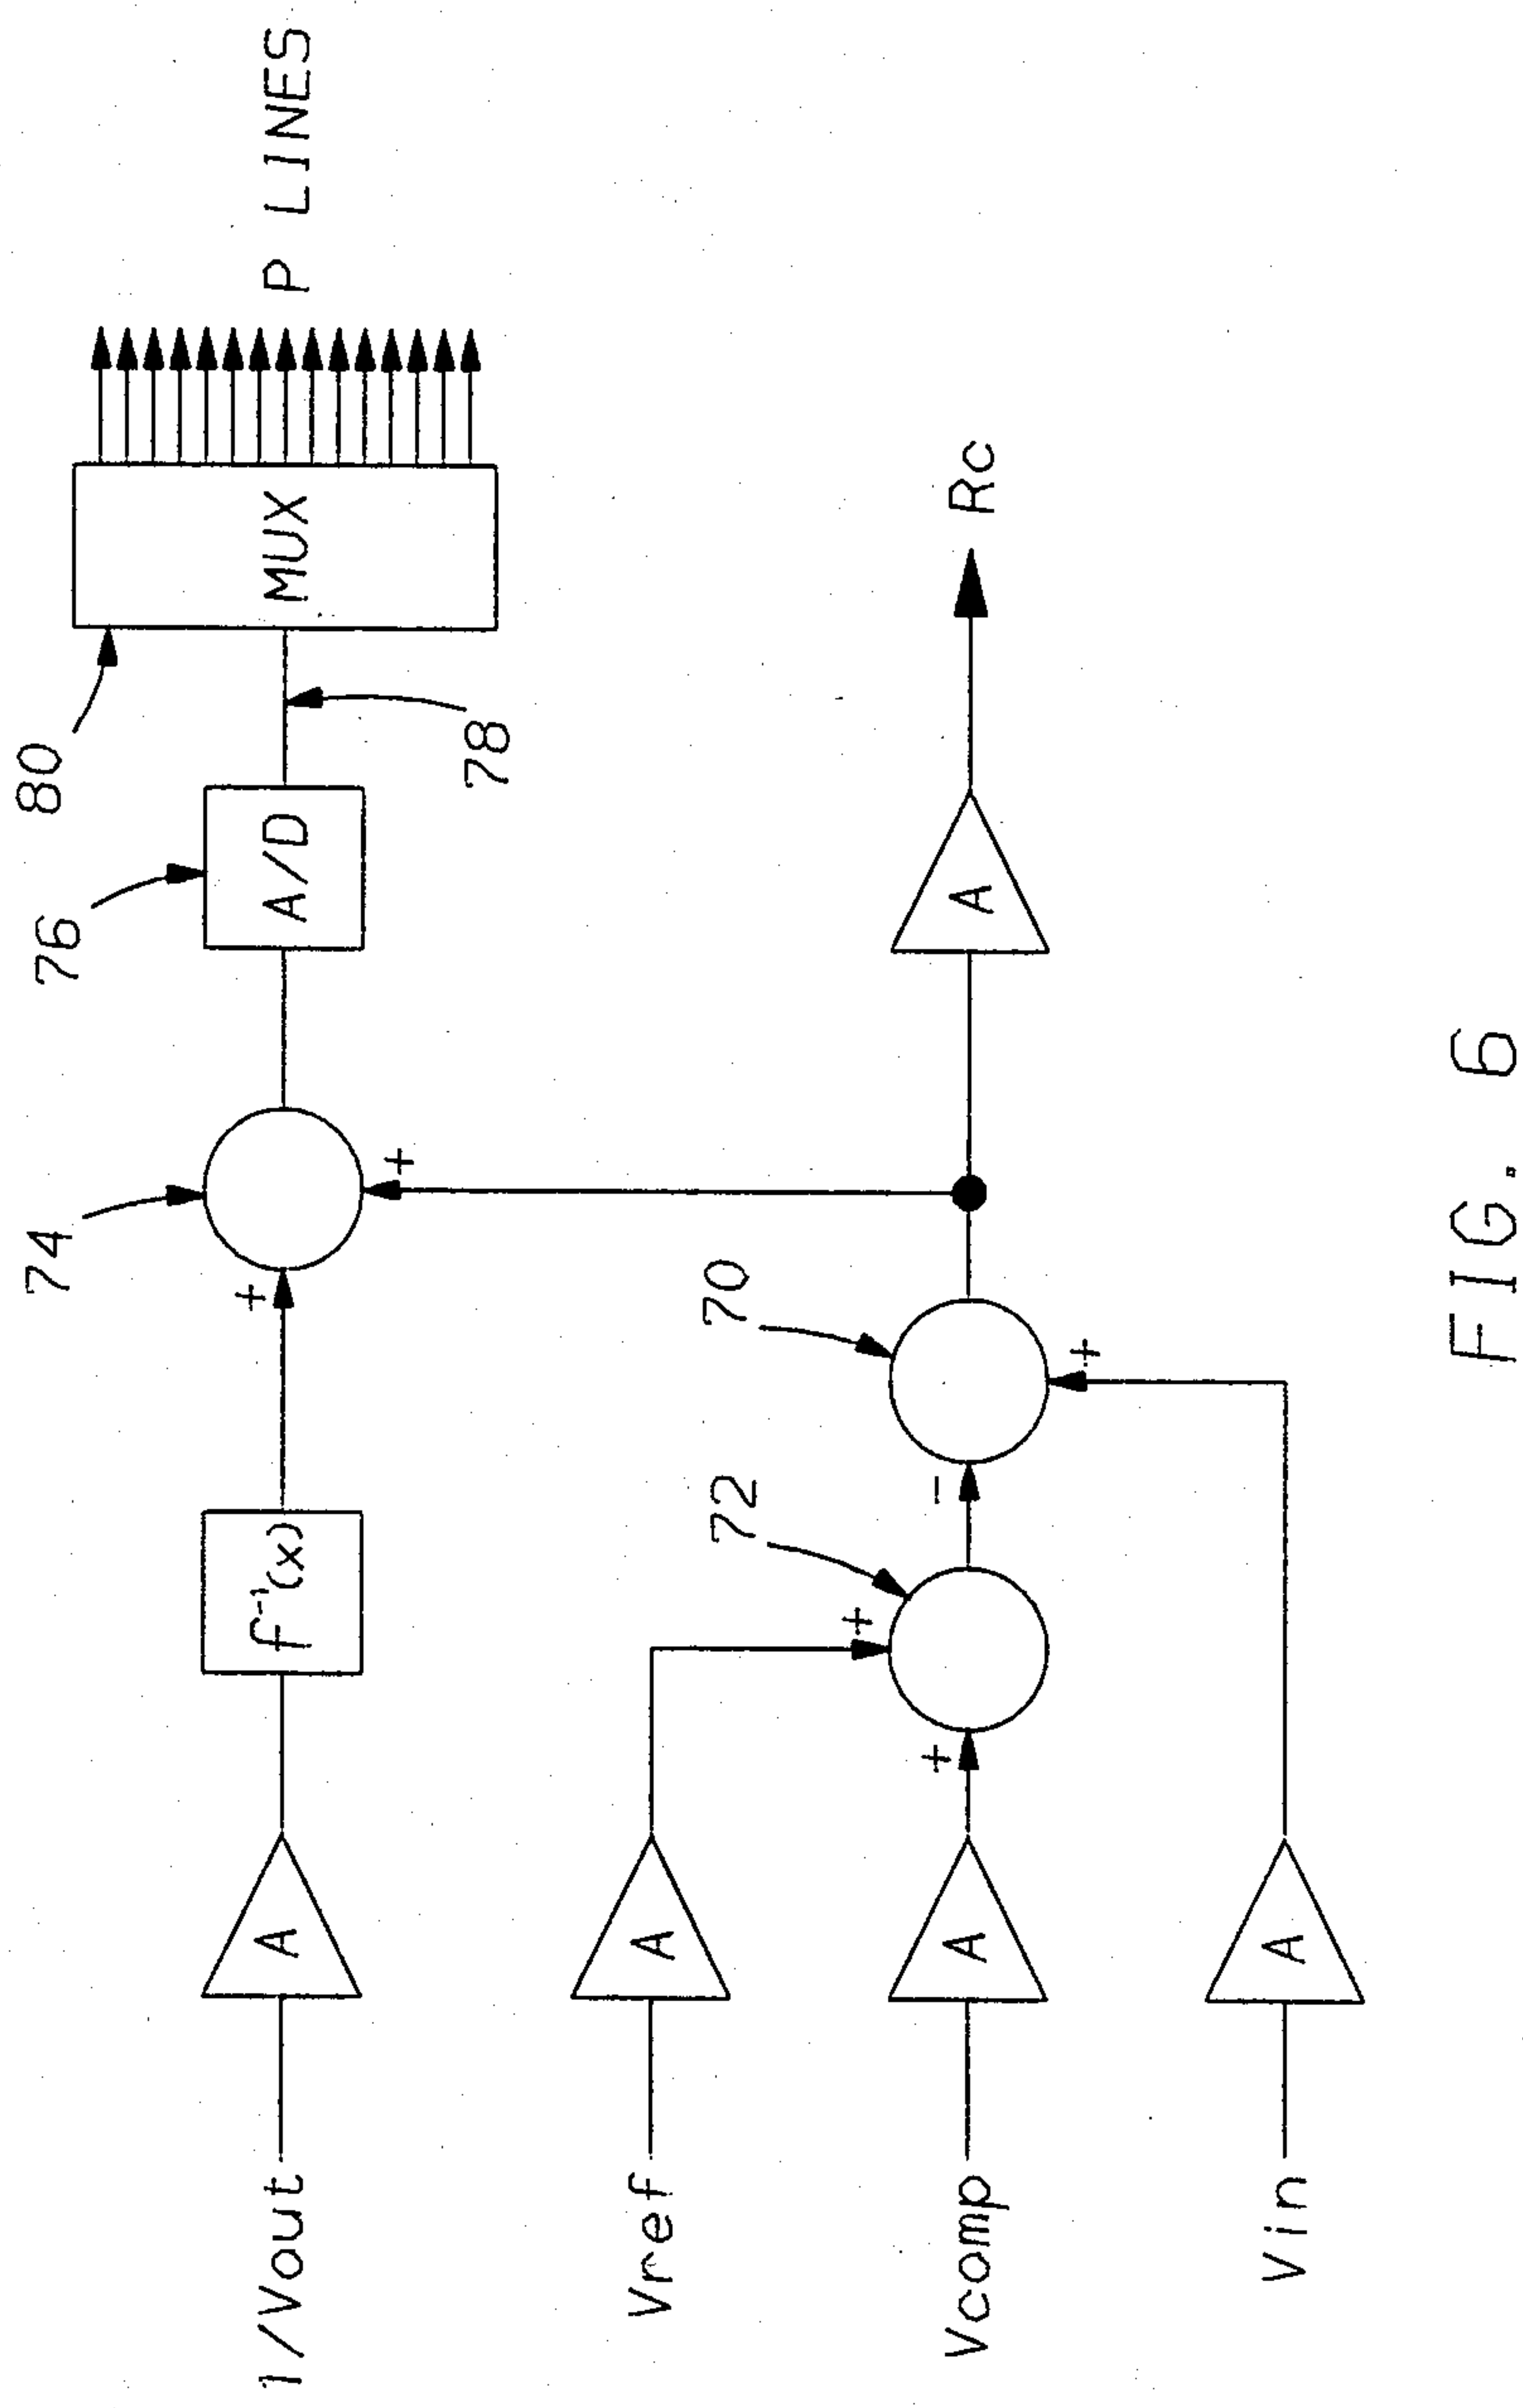 80
MUX
P LINES
76
A/D
78
74
+
+
1/Vout
A
f⁻¹(x)
Vref
A
72
+
70
Vcomp
A
+
−
A
Rc
Vin
A
+
FIG. 6